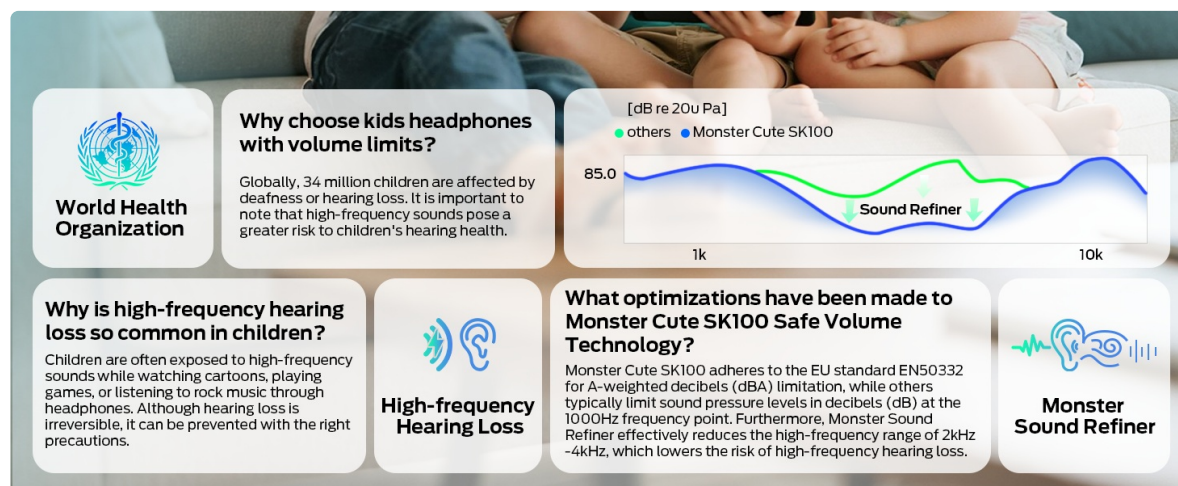 World Health
Organization
Why choose kids headphones
with volume limits?
Globally, 34 million children are affected by
deafness or hearing loss. It is important to
note that high-frequency sounds pose a
greater risk to children's hearing health.
[dB re 20u Pa]
others Monster Cute SK100
85.0
Sound Refiner
1k 10k
Why is high-frequency hearing
loss so common in children?
Children are often exposed to high-frequency
sounds while watching cartoons, playing
games, or listening to rock music through
headphones. Although hearing loss is
irreversible, it can be prevented with the right
precautions.
High-frequency
Hearing Loss
What optimizations have been made to
Monster Cute SK100 Safe Volume
Technology?
Monster Cute SK100 adheres to the EU standard EN50332
for A-weighted decibels (dBA) limitation, while others
typically limit sound pressure levels in decibels (dB) at the
1000Hz frequency point. Furthermore, Monster Sound
Refiner effectively reduces the high-frequency range of 2kHz
-4kHz, which lowers the risk of high-frequency hearing loss.
Monster
Sound Refiner